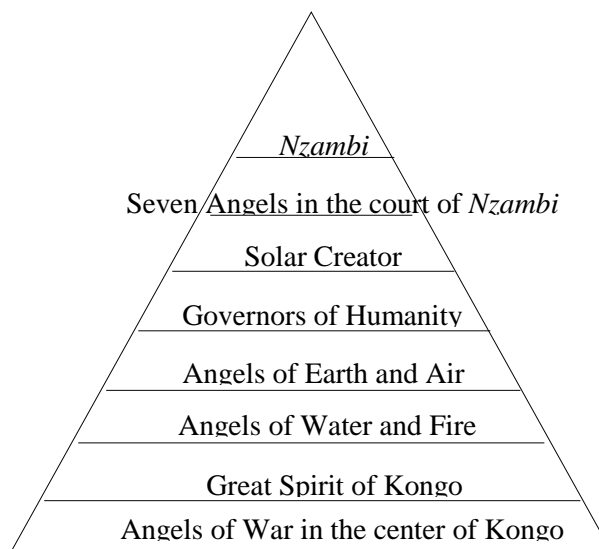 Nzambi
Seven Angels in the court of Nzambi
Solar Creator
Governors of Humanity
Angels of Earth and Air
Angels of Water and Fire
Great Spirit of Kongo
Angels of War in the center of Kongo